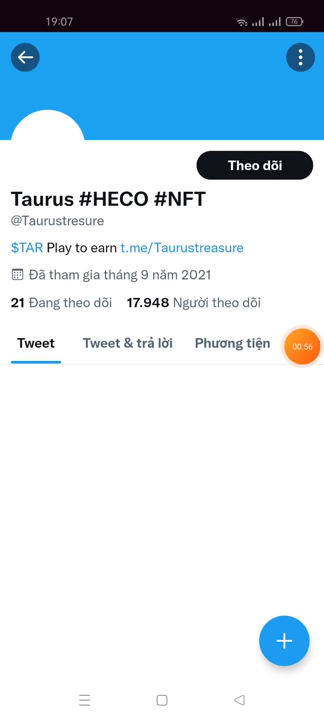 19:07
76
Theo dõi
Taurus #HECO #NFT
@Taurustresure
$TAR Play to earn t.me/Taurustreasure
Đã tham gia tháng 9 năm 2021
21 Đang theo dõi 17.948 Người theo dõi
Tweet Tweet & trả lời Phương tiện
00:56